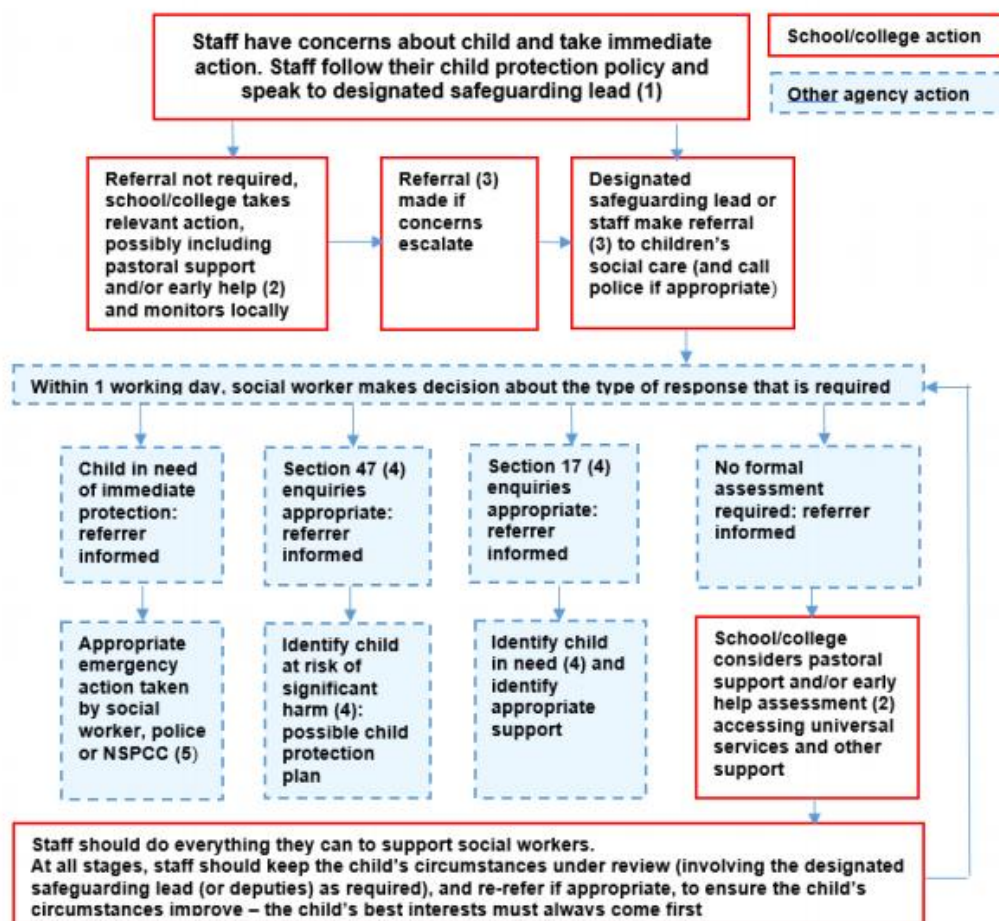 Staff have concerns about child and take immediate
action. Staff follow their child protection policy and
speak to designated safeguarding lead (1)
School/college action
Other agency action
Referral not required,
school/college takes
relevant action,
possibly including
pastoral support
and/or early help (2)
and monitors locally
Referral (3)
made if
concerns
escalate
Designated
safeguarding lead or
staff make referral
(3) to children’s
social care (and call
police if appropriate)
Within 1 working day, social worker makes decision about the type of response that is required
Child in need
of immediate
protection:
referrer
informed
Section 47 (4)
enquiries
appropriate:
referrer
informed
Section 17 (4)
enquiries
appropriate:
referrer
informed
No formal
assessment
required: referrer
informed
Appropriate
emergency
action taken
by social
worker, police
or NSPCC (5)
Identify child
at risk of
significant
harm (4):
possible child
protection
plan
Identify child
in need (4) and
identify
appropriate
support
School/college
considers pastoral
support and/or early
help assessment (2)
accessing universal
services and other
support
Staff should do everything they can to support social workers.
At all stages, staff should keep the child’s circumstances under review (involving the designated
safeguarding lead (or deputies) as required), and re-refer if appropriate, to ensure the child’s
circumstances improve – the child’s best interests must always come first